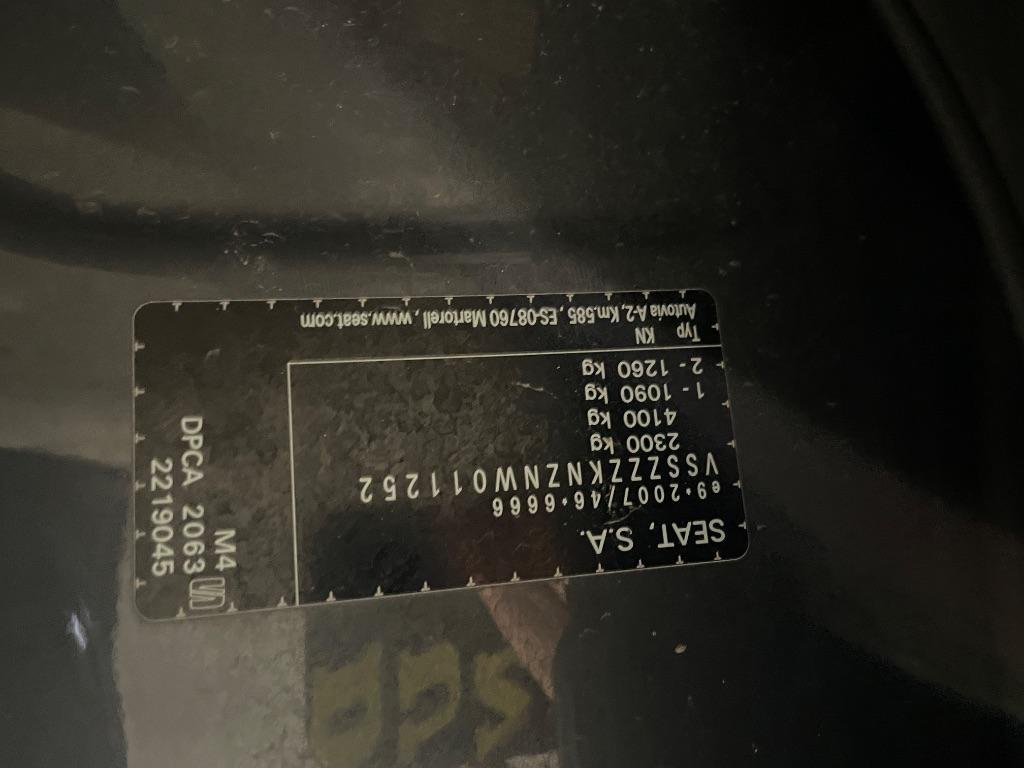 SEAT, S.A.
e9*2007/46*6666
VSSZZZKNZNW011252
2300 kg
4100 kg
1 - 1090 kg
2 - 1260 kg
Typ KN
Autovia A-2, Km.585 , ES-08760 Martorell , www.seat.com
M4
DPCA 2063
2219045